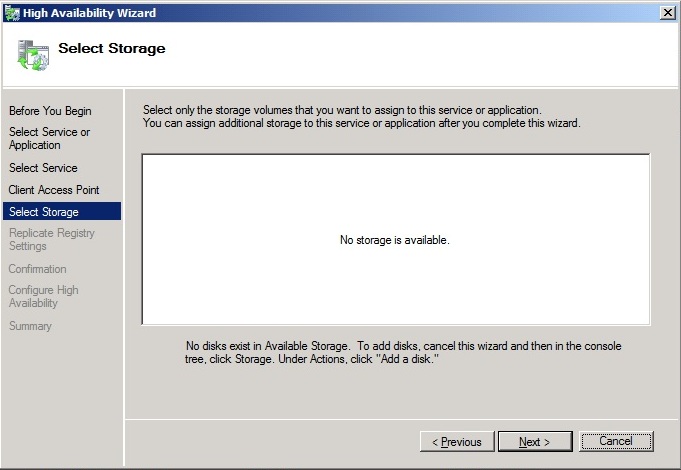 High Availability Wizard
Select Storage
Before You Begin
Select Service or
Application
Select Service
Client Access Point
Select Storage
Replicate Registry
Settings
Confirmation
Configure High
Availability
Summary
Select only the storage volumes that you want to assign to this service or application.
You can assign additional storage to this service or application after you complete this wizard.
No storage is available.
No disks exist in Available Storage.  To add disks, cancel this wizard and then in the console
tree, click Storage. Under Actions, click "Add a disk."
< Previous
Next >
Cancel